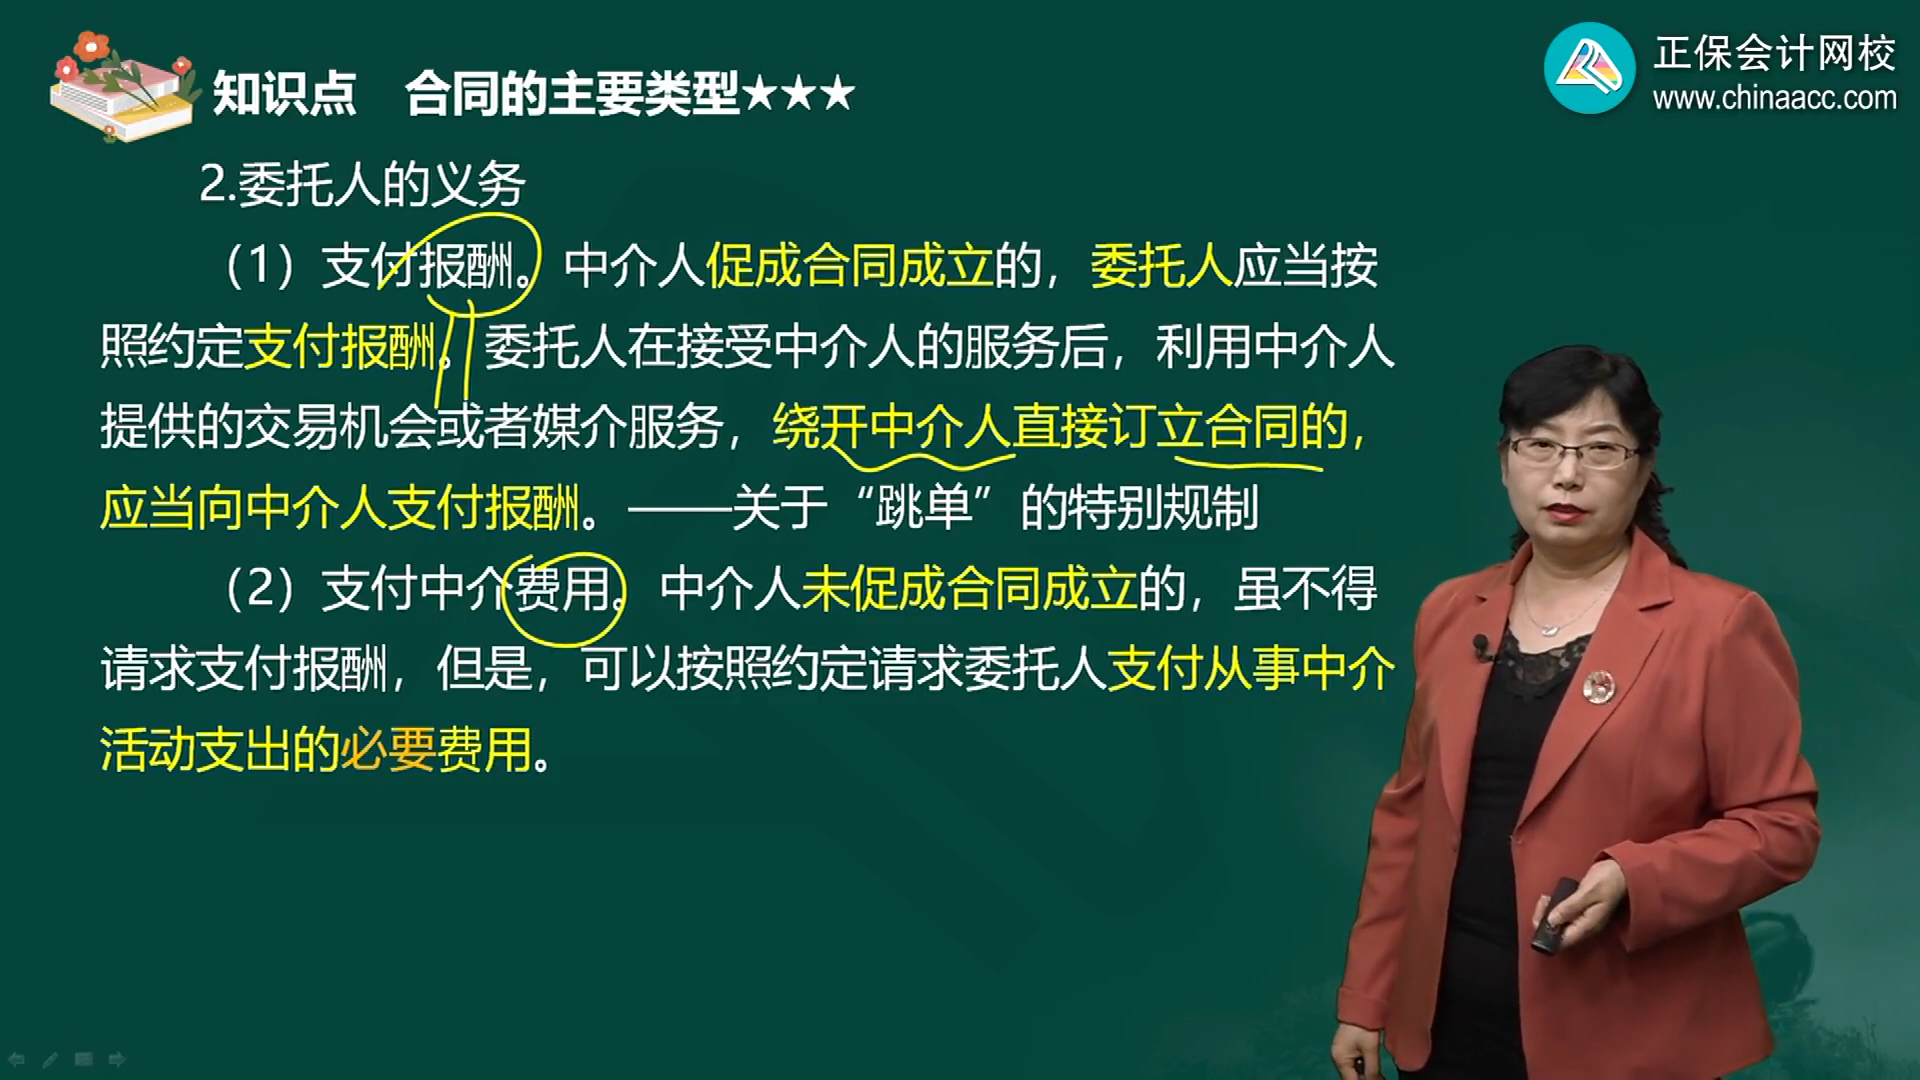 知识点 合同的主要类型★★★
正保会计网校
www.chinaacc.com
2.委托人的义务
（1）支付报酬。中介人促成合同成立的，委托人应当按
照约定支付报酬。委托人在接受中介人的服务后，利用中介人
提供的交易机会或者媒介服务，绕开中介人直接订立合同的，
应当向中介人支付报酬。——关于“跳单”的特别规制
（2）支付中介费用。中介人未促成合同成立的，虽不得
请求支付报酬，但是，可以按照约定请求委托人支付从事中介
活动支出的必要费用。